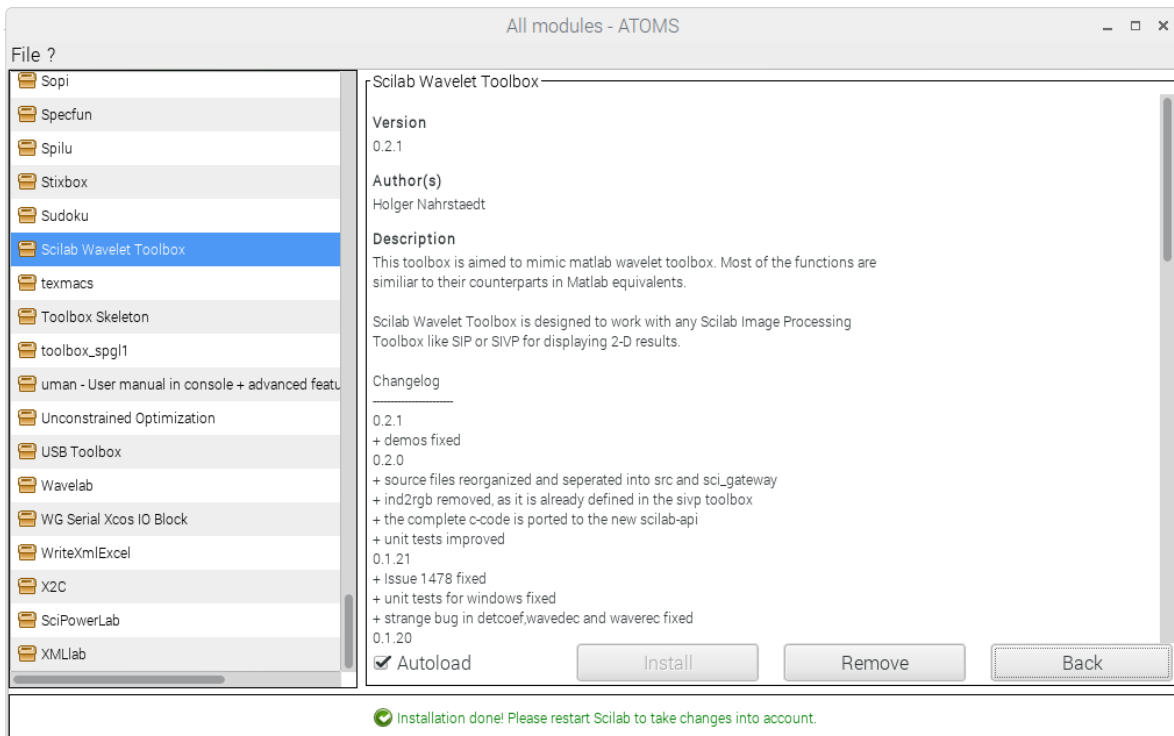 All modules - ATOMS
File ?
Sopi
Specfun
Spilu
Stixbox
Sudoku
Scilab Wavelet Toolbox
texmacs
Toolbox Skeleton
toolbox_spgl1
uman - User manual in console + advanced featu
Unconstrained Optimization
USB Toolbox
Wavelab
WG Serial Xcos IO Block
WriteXmlExcel
X2C
SciPowerLab
XMLlab
Scilab Wavelet Toolbox
Version
0.2.1
Author(s)
Holger Nahrstaedt
Description
This toolbox is aimed to mimic matlab wavelet toolbox. Most of the functions are
similiar to their counterparts in Matlab equivalents.
Scilab Wavelet Toolbox is designed to work with any Scilab Image Processing
Toolbox like SIP or SIVP for displaying 2-D results.
Changelog
-----------------------
0.2.1
+ demos fixed
0.2.0
+ source files reorganized and seperated into src and sci_gateway
+ ind2rgb removed, as it is already defined in the sivp toolbox
+ the complete c-code is ported to the new scilab-api
+ unit tests improved
0.1.21
+ Issue 1478 fixed
+ unit tests for windows fixed
+ strange bug in detcoef,wavedec and waverec fixed
0.1.20
Autoload
Install
Remove
Back
Installation done! Please restart Scilab to take changes into account.